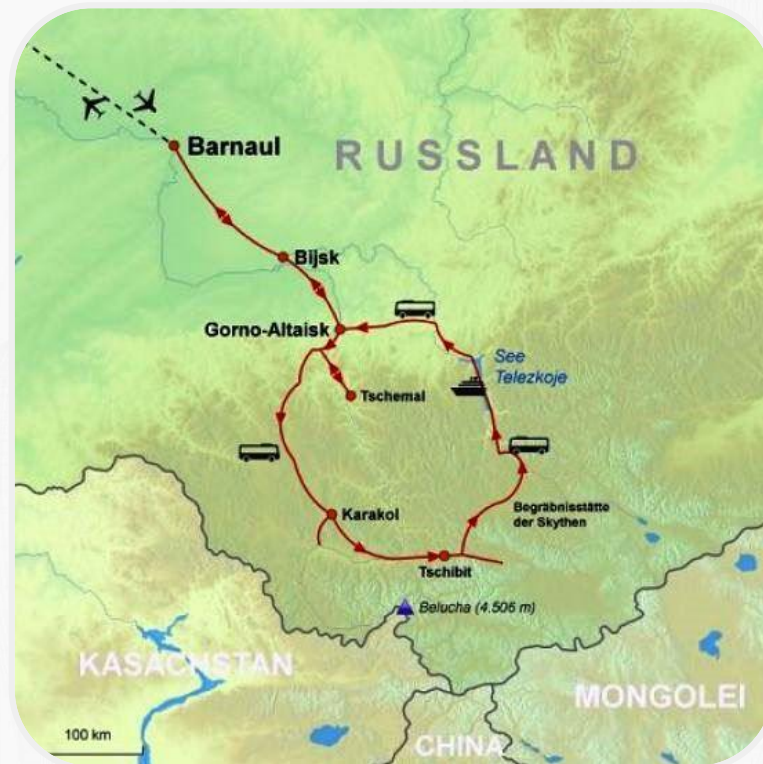 Barnaul
RUSSLAND
Bijsk
Gorno-Altaisk
See
Telezkoje
Tschemal
Karakol
Begräbnisstätte
der Skythen
Tschibit
Belucha (4.506 m)
KASACHSTAN
MONGOLEI
100 km
CHINA